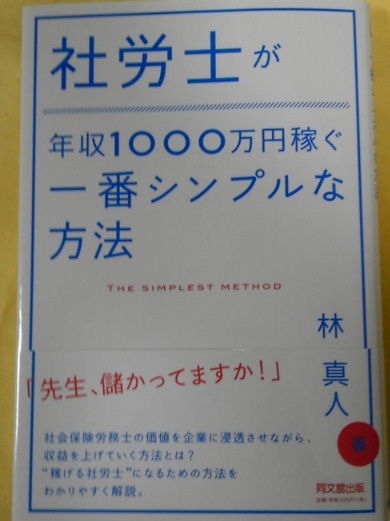 社労士が
年収1000万円稼ぐ
一番シンプルな
方法
THE SIMPLEST METHOD
林 真人 著
「先生、儲かってますか！」
社会保険労務士の価値を企業に浸透させながら、
収益を上げていく方法とは？
“稼げる社労士”になるための方法を
わかりやすく解説。
同文舘出版